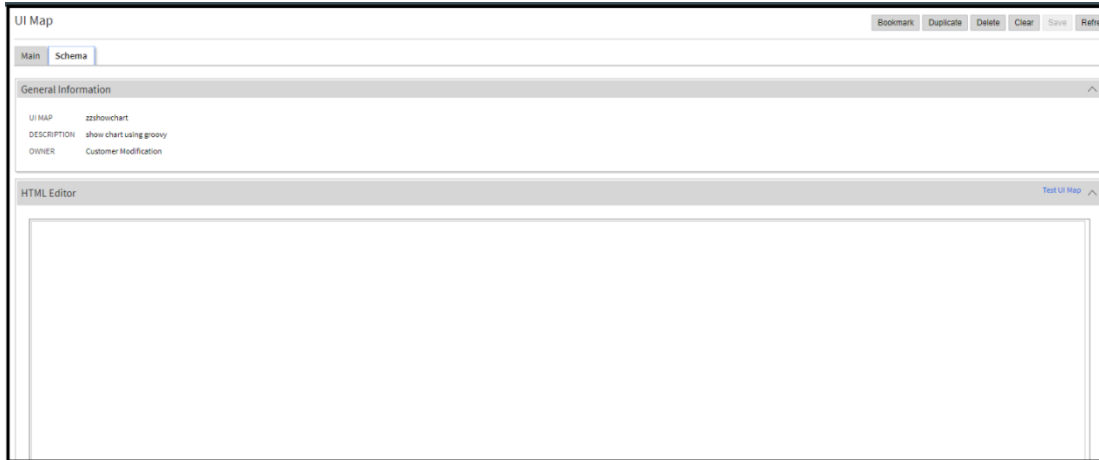 UI Map
Bookmark Duplicate Delete Clear Save Refre
Main Schema
General Information
UI MAP zzshowchart
DESCRIPTION show chart using groovy
OWNER Customer Modification
HTML Editor Test UI Map